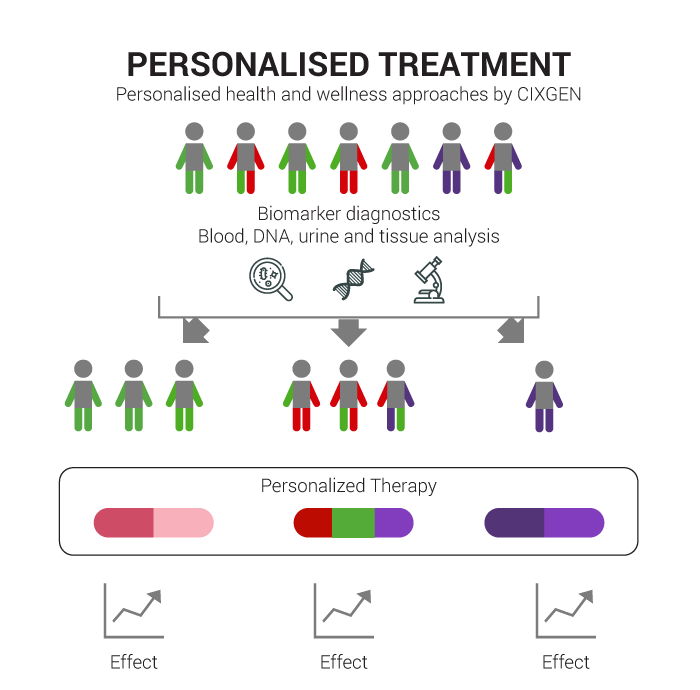 PERSONALISED TREATMENT
Personalised health and wellness approaches by CIXGEN
Biomarker diagnostics
Blood, DNA, urine and tissue analysis
Personalized Therapy
Effect
Effect
Effect